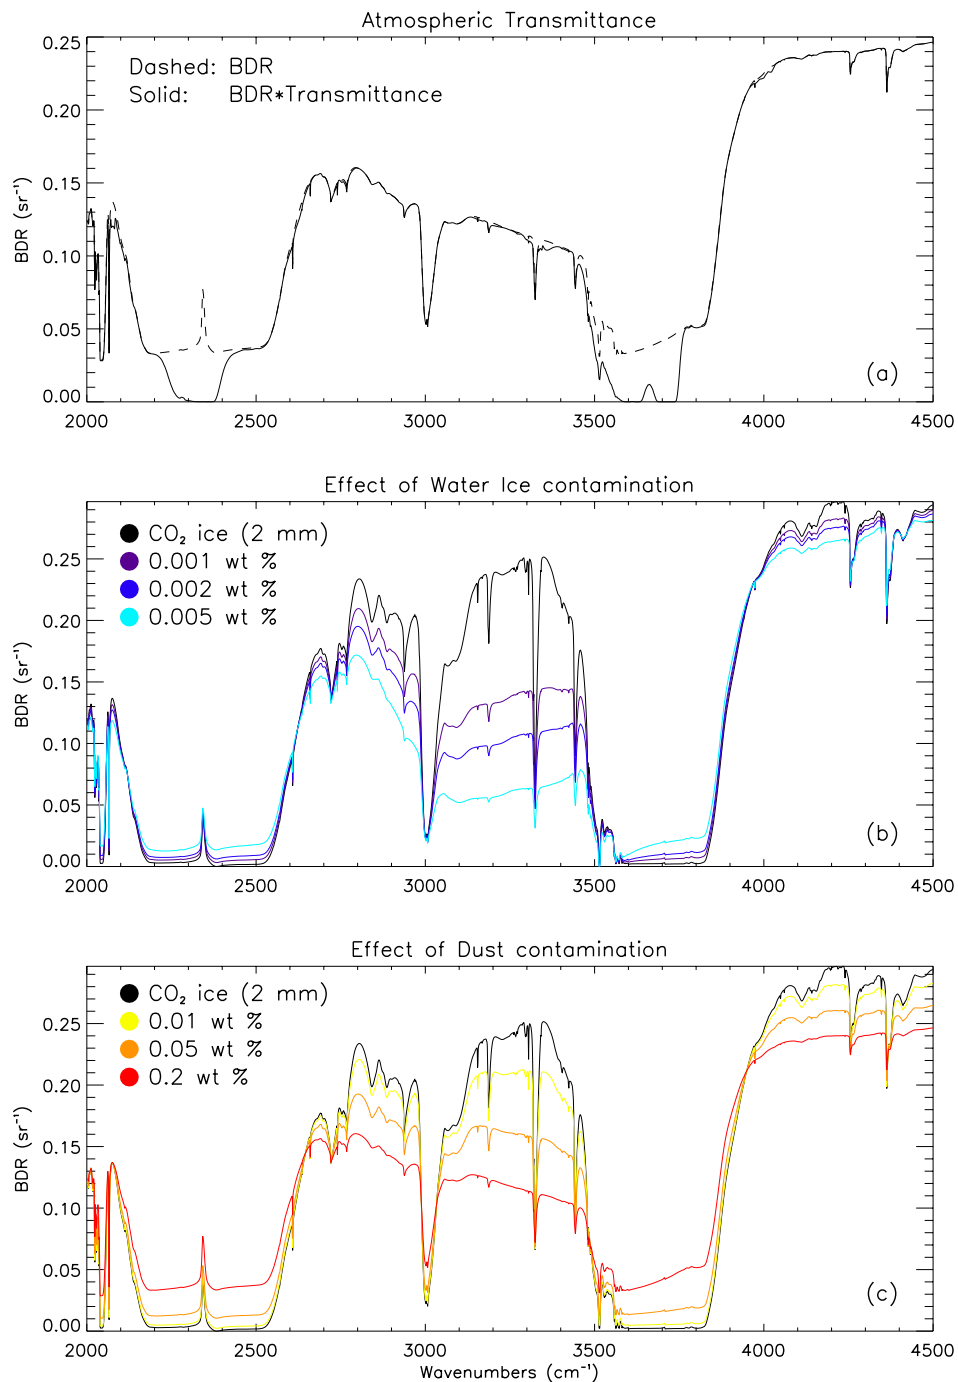 Atmospheric Transmittance
0.25
0.20
0.15
0.10
0.05
0.00
BDR (sr⁻¹)
Dashed: BDR
Solid: BDR*Transmittance
(a)
2000 2500 3000 3500 4000 4500
Effect of Water Ice contamination
0.25
0.20
0.15
0.10
0.05
0.00
BDR (sr⁻¹)
CO₂ ice (2 mm)
0.001 wt %
0.002 wt %
0.005 wt %
(b)
2000 2500 3000 3500 4000 4500
Effect of Dust contamination
0.25
0.20
0.15
0.10
0.05
0.00
BDR (sr⁻¹)
CO₂ ice (2 mm)
0.01 wt %
0.05 wt %
0.2 wt %
(c)
2000 2500 3000 3500 4000 4500
Wavenumbers (cm⁻¹)